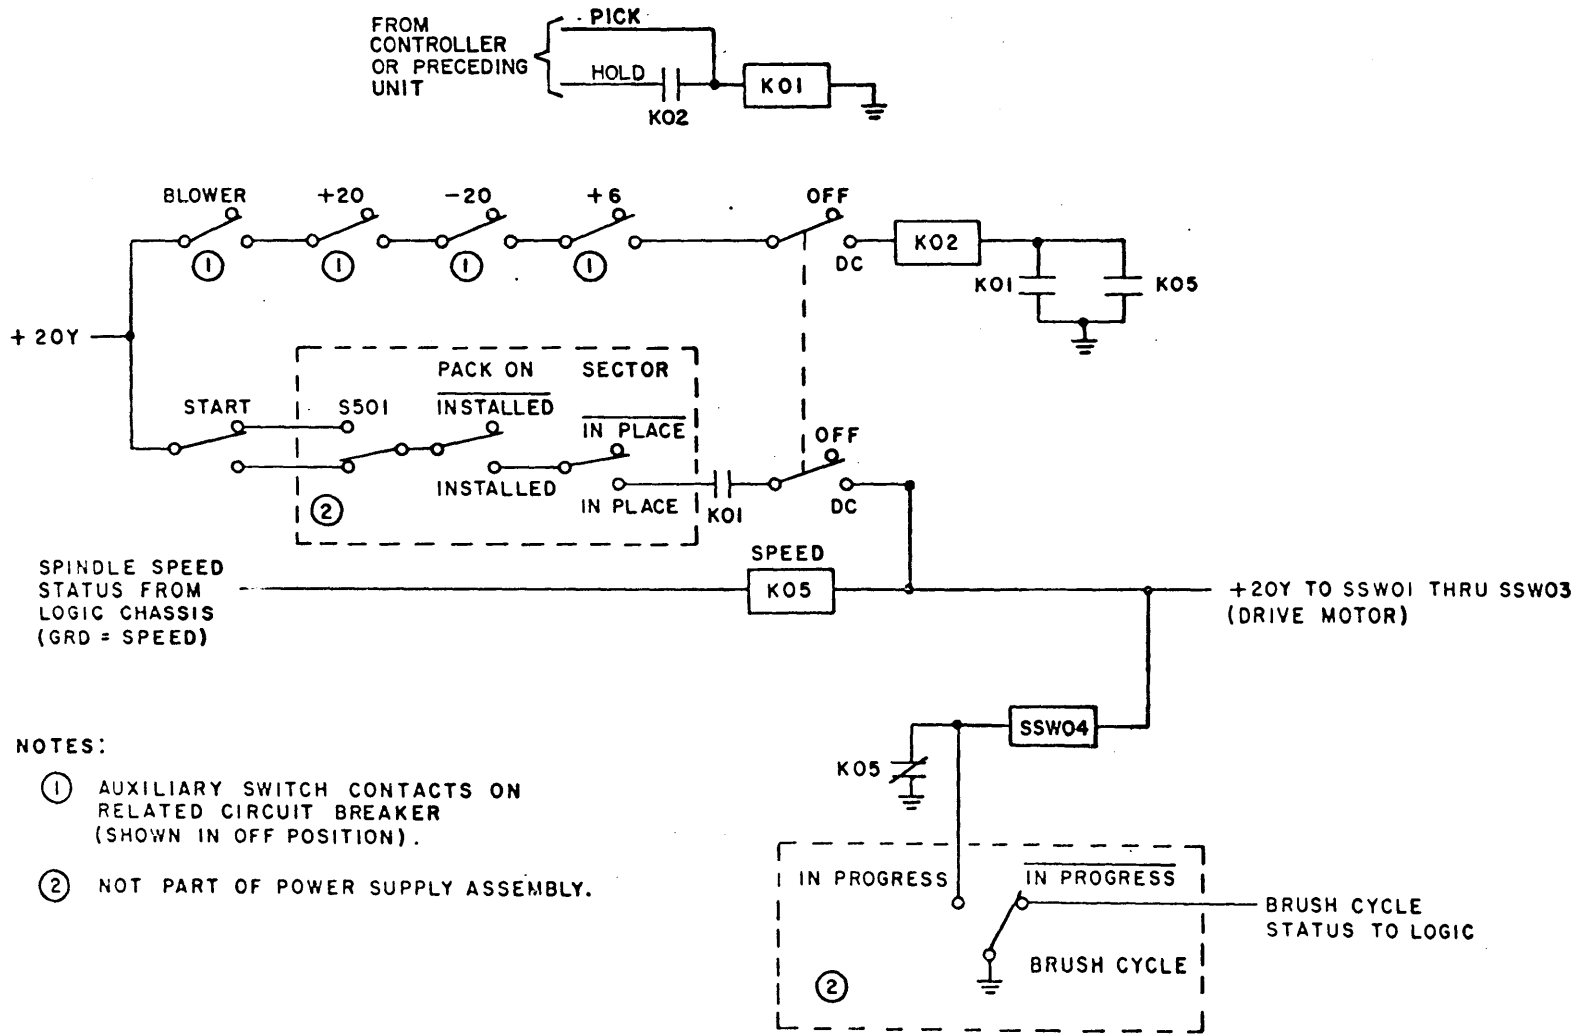 FROM
CONTROLLER
OR PRECEDING
UNIT
PICK
HOLD
K02
K01
BLOWER
+20
-20
+6
OFF
1
1
1
1
DC
K02
K01
K05
+20Y
PACK ON
SECTOR
START
S501
INSTALLED
IN PLACE
OFF
INSTALLED
IN PLACE
2
K01
DC
SPINDLE SPEED
STATUS FROM
LOGIC CHASSIS
(GRD = SPEED)
SPEED
K05
+20Y TO SSW01 THRU SSW03
(DRIVE MOTOR)
SSW04
K05
NOTES:
1 AUXILIARY SWITCH CONTACTS ON
RELATED CIRCUIT BREAKER
(SHOWN IN OFF POSITION).
2 NOT PART OF POWER SUPPLY ASSEMBLY.
IN PROGRESS
IN PROGRESS
BRUSH CYCLE
STATUS TO LOGIC
BRUSH CYCLE
2